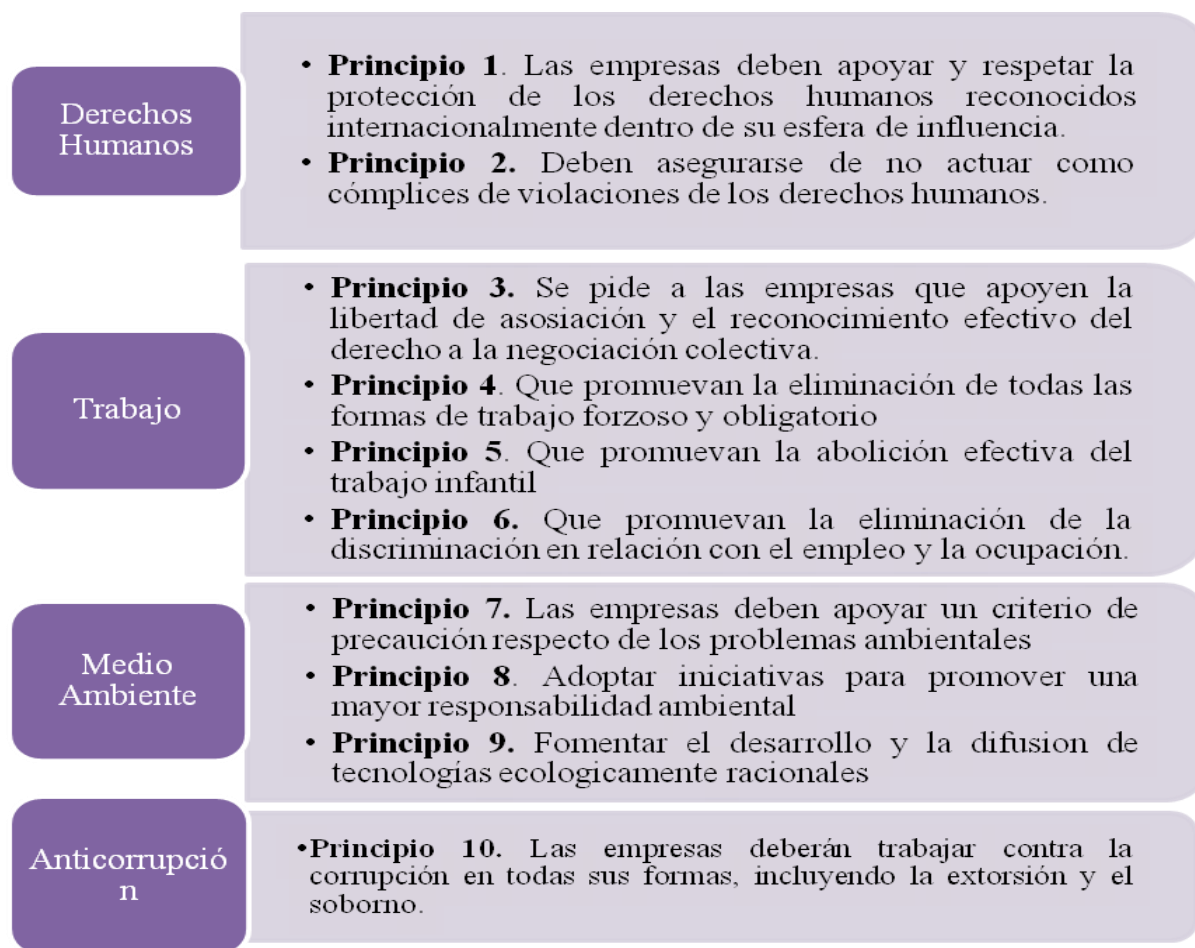 Derechos
Humanos
• Principio 1. Las empresas deben apoyar y respetar la
protección de los derechos humanos reconocidos
internacionalmente dentro de su esfera de influencia.
• Principio 2. Deben asegurarse de no actuar como
cómplices de violaciones de los derechos humanos.
Trabajo
• Principio 3. Se pide a las empresas que apoyen la
libertad de asosiación y el reconocimiento efectivo del
derecho a la negociación colectiva.
• Principio 4. Que promuevan la eliminación de todas las
formas de trabajo forzoso y obligatorio
• Principio 5. Que promuevan la abolición efectiva del
trabajo infantil
• Principio 6. Que promuevan la eliminación de la
discriminación en relación con el empleo y la ocupación.
Medio
Ambiente
• Principio 7. Las empresas deben apoyar un criterio de
precaución respecto de los problemas ambientales
• Principio 8. Adoptar iniciativas para promover una
mayor responsabilidad ambiental
• Principio 9. Fomentar el desarrollo y la difusion de
tecnologías ecologicamente racionales
Anticorrupció
n
•Principio 10. Las empresas deberán trabajar contra la
corrupción en todas sus formas, incluyendo la extorsión y el
soborno.